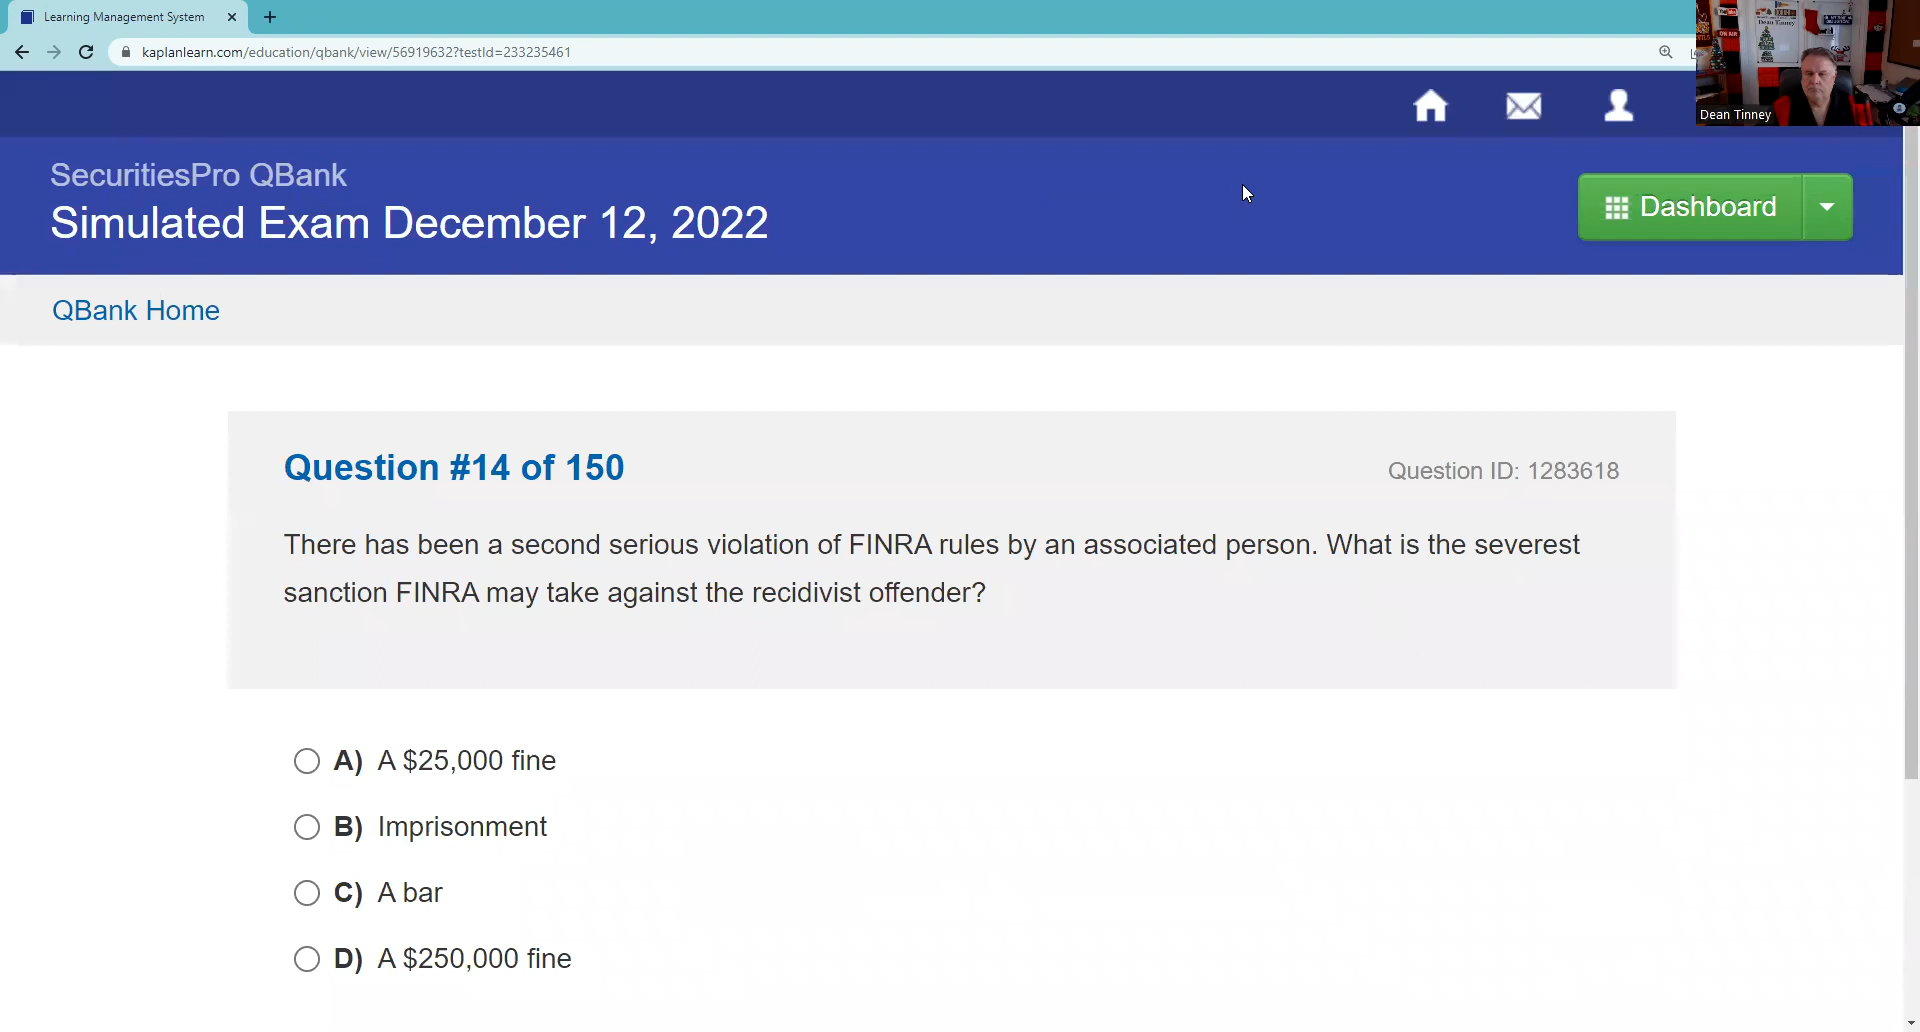 Learning Management System
kaplanlearn.com/education/qbank/view/56919632?testId=233235461
Dean Tinney
SecuritiesPro QBank
Simulated Exam December 12, 2022
Dashboard
QBank Home
Question #14 of 150
Question ID: 1283618
There has been a second serious violation of FINRA rules by an associated person. What is the severest
sanction FINRA may take against the recidivist offender?
A) A $25,000 fine
B) Imprisonment
C) A bar
D) A $250,000 fine